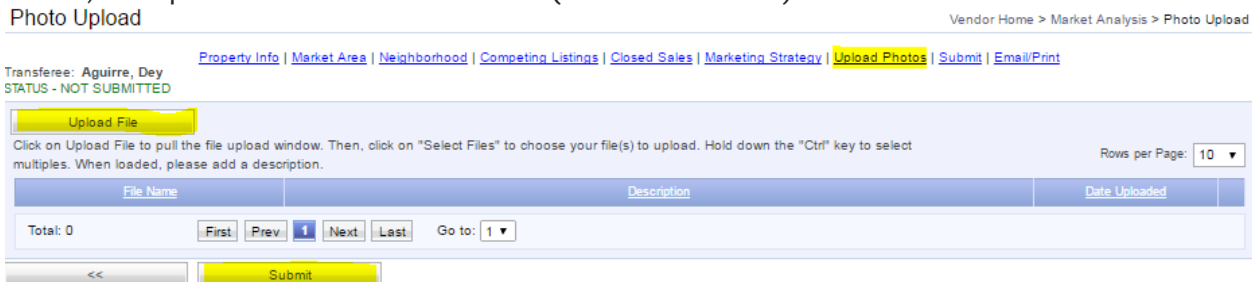 Photo Upload
Vendor Home > Market Analysis > Photo Upload
Property Info | Market Area | Neighborhood | Competing Listings | Closed Sales | Marketing Strategy | Upload Photos | Submit | Email/Print
Transferee: Aguirre, Dey
STATUS - NOT SUBMITTED
Upload File
Click on Upload File to pull the file upload window. Then, click on "Select Files" to choose your file(s) to upload. Hold down the "Ctrl" key to select
multiples. When loaded, please add a description.
Rows per Page: 10
File Name Description Date Uploaded
Total: 0 First Prev 1 Next Last Go to: 1
<< Submit